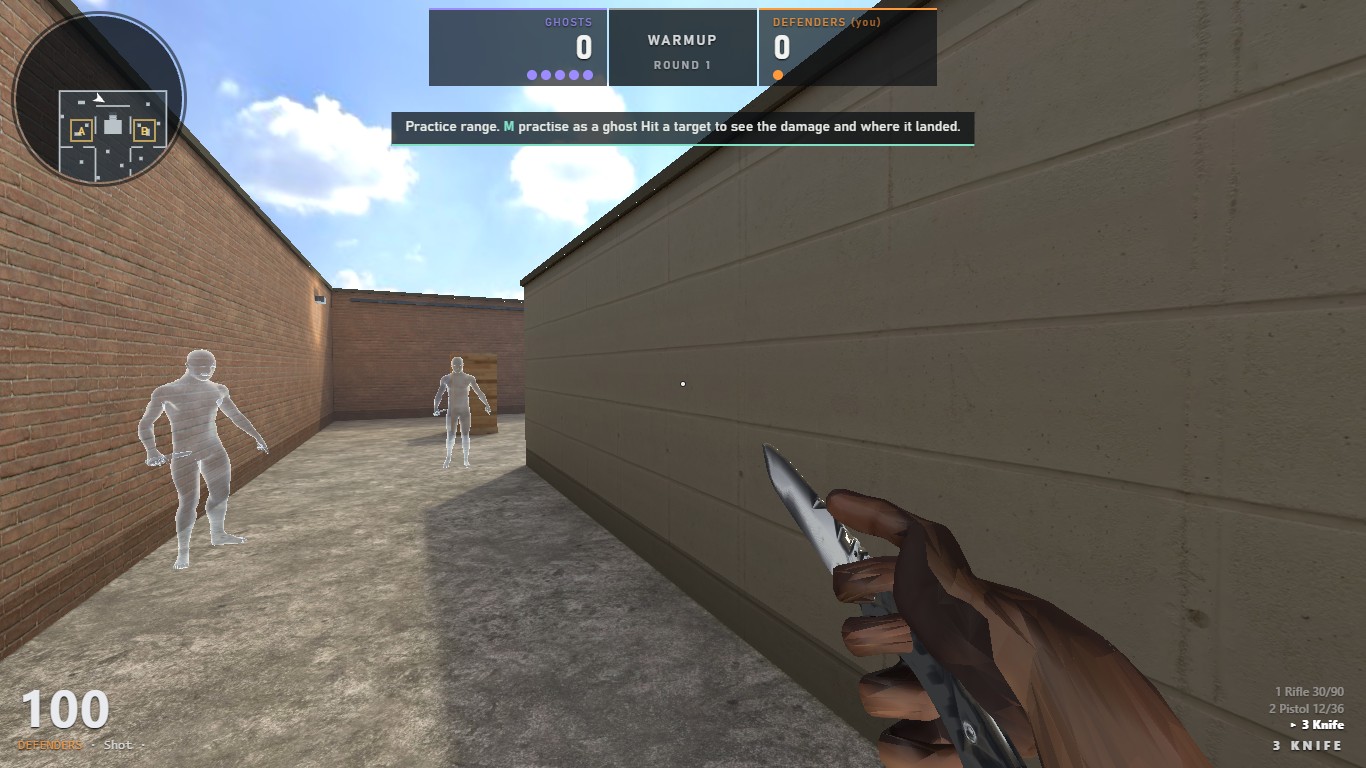 GHOSTS
0
WARMUP
ROUND 1
DEFENDERS (you)
0
A
B
Practice range. M practise as a ghost Hit a target to see the damage and where it landed.
100
DEFENDERS · Shot ·
1 Rifle 30/90
2 Pistol 12/36
▸ 3 Knife
3 KNIFE